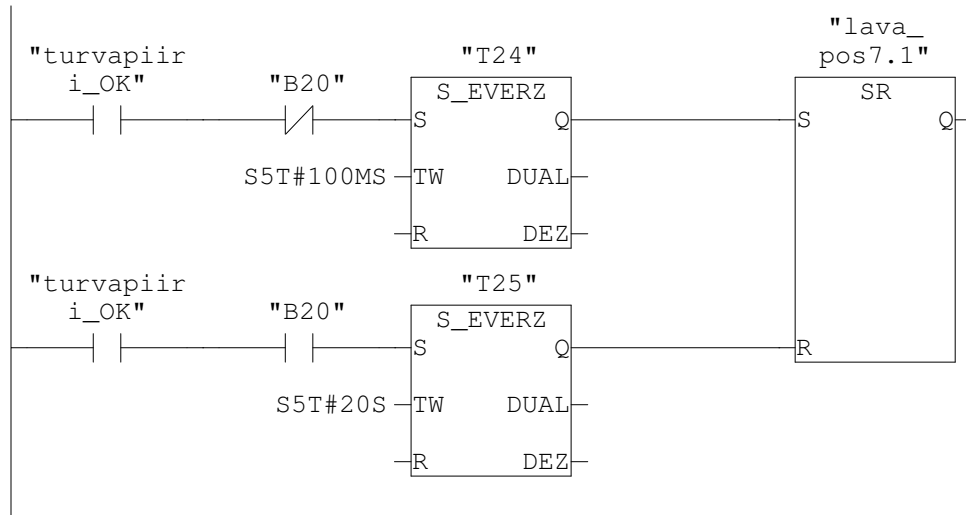 "lava_
pos7.1"
"turvapiir
i_OK"
"B20"
"T24"
S_EVERZ
SR
S
Q
S
Q
S5T#100MS
TW
DUAL
R
DEZ
"turvapiir
i_OK"
"B20"
"T25"
S_EVERZ
S
Q
R
S5T#20S
TW
DUAL
R
DEZ